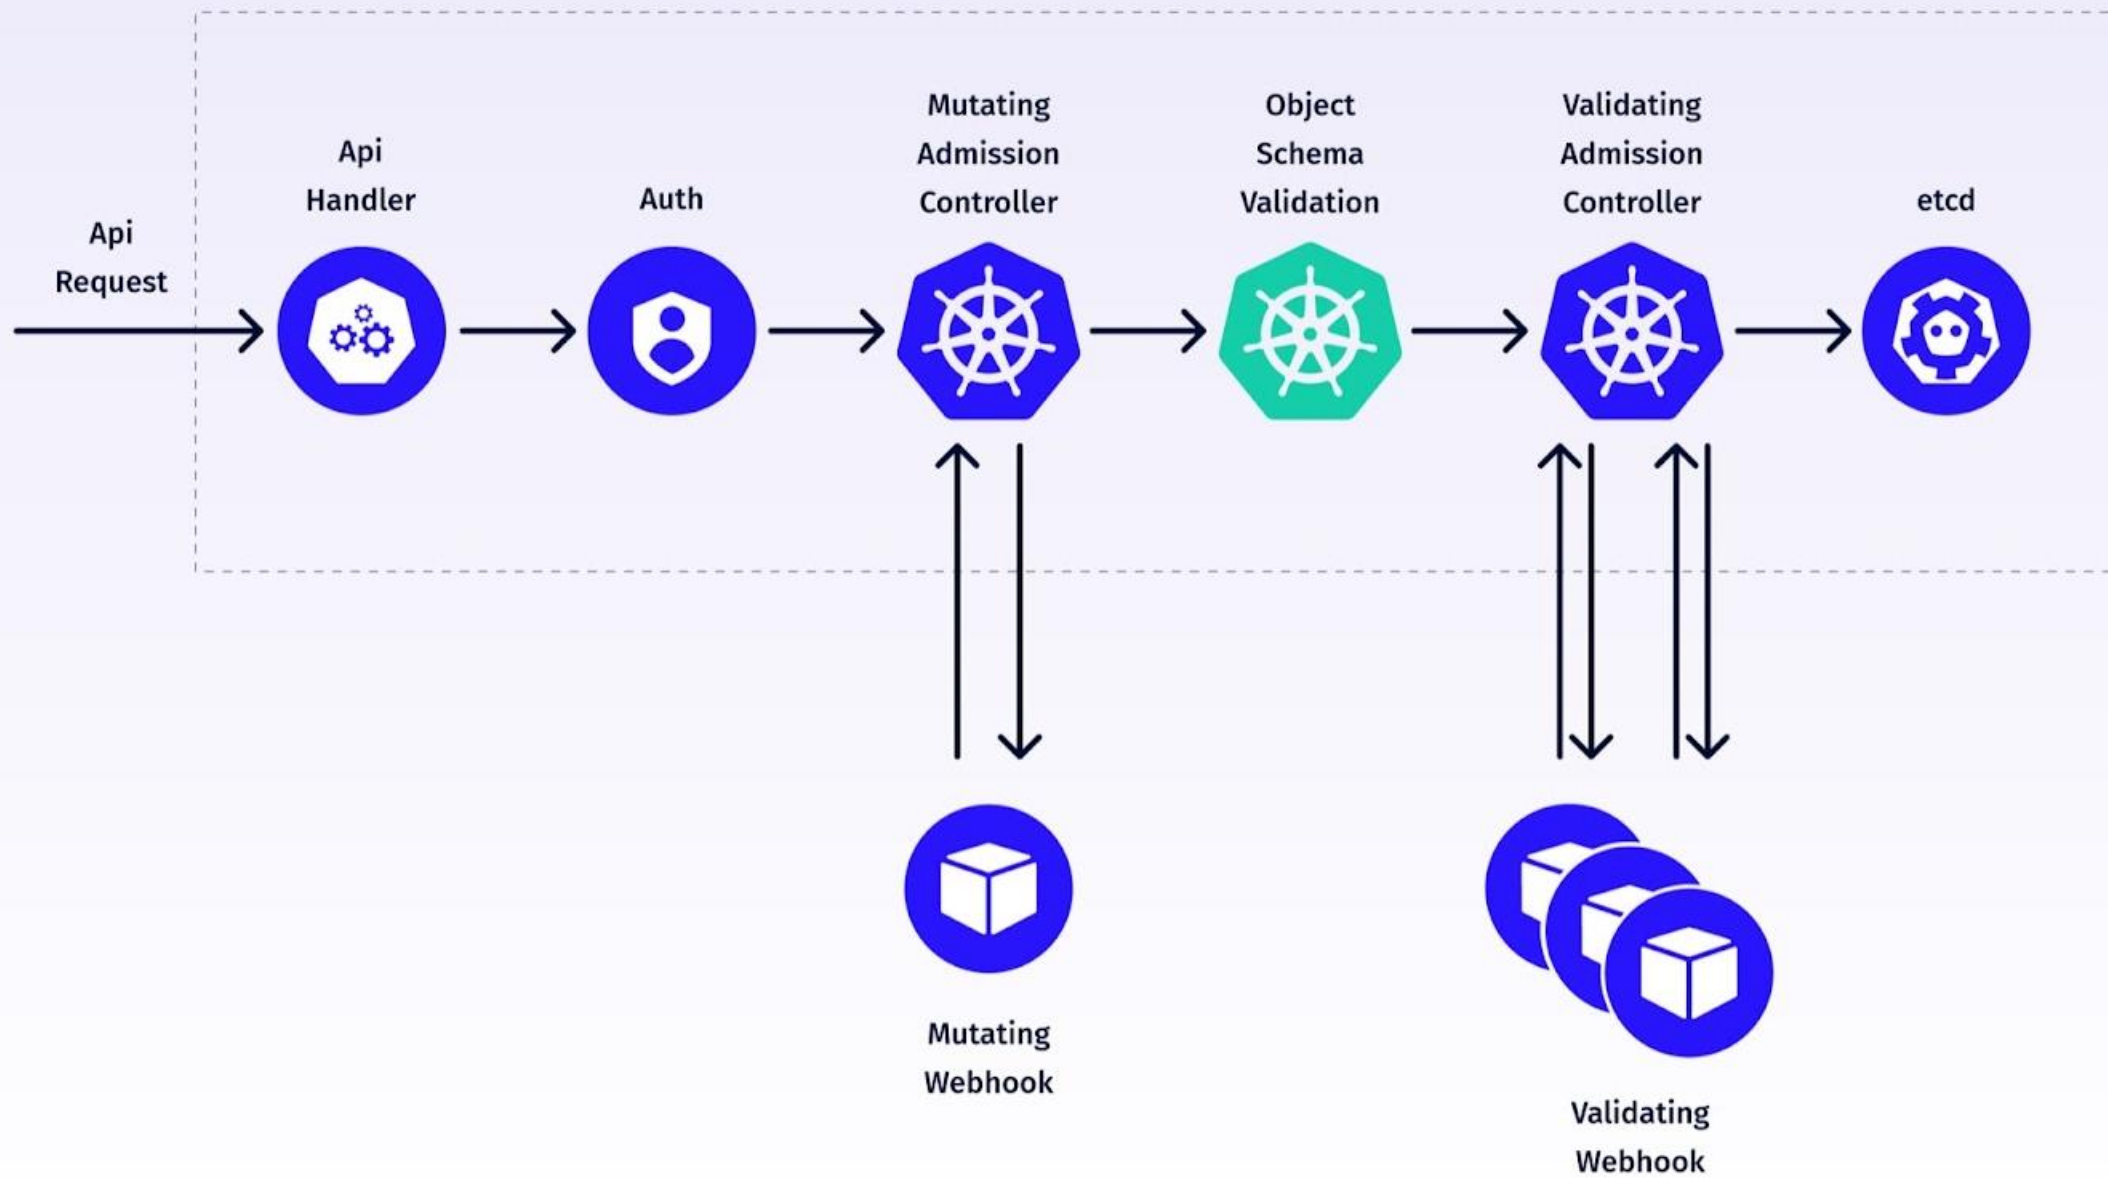 Api
Request
Api
Handler
Auth
Mutating
Admission
Controller
Object
Schema
Validation
Validating
Admission
Controller
etcd
Mutating
Webhook
Validating
Webhook